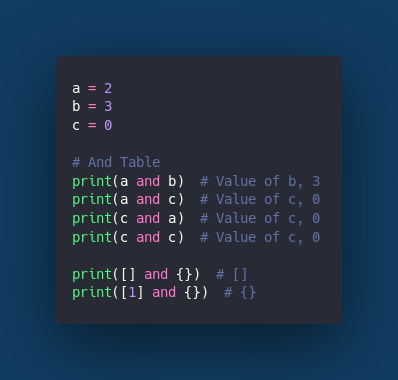 a = 2
b = 3
c = 0
# And Table
print(a and b)  # Value of b, 3
print(a and c)  # Value of c, 0
print(c and a)  # Value of c, 0
print(c and c)  # Value of c, 0
print([] and {})  # []
print([1] and {})  # {}